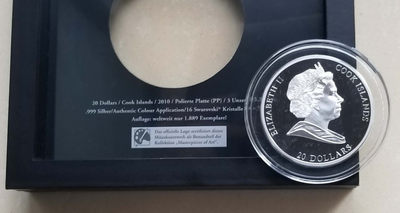 20 Dollars / Cook Islands / 2010 / Polierte Platte (PP) / 3 Unzen
.999 Silber/Authentic Colour Application/16 Swarovski® Kristalle
Auflage: weltweit nur 1.889 Exemplare!
Das offizielle Logo zertifiziert dieses
Münzkunstwerk als Bestandteil der
Kollektion „Masterpieces of Art".
ELIZABETH II
COOK ISLANDS
20 DOLLARS